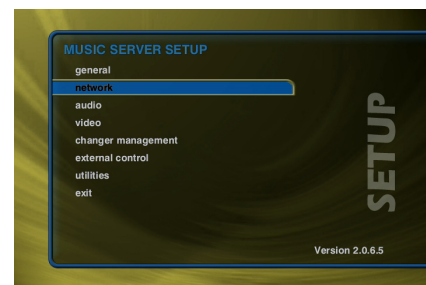 MUSIC SERVER SETUP
general
network
audio
video
changer management
external control
utilities
exit
SETUP
Version 2.0.6.5